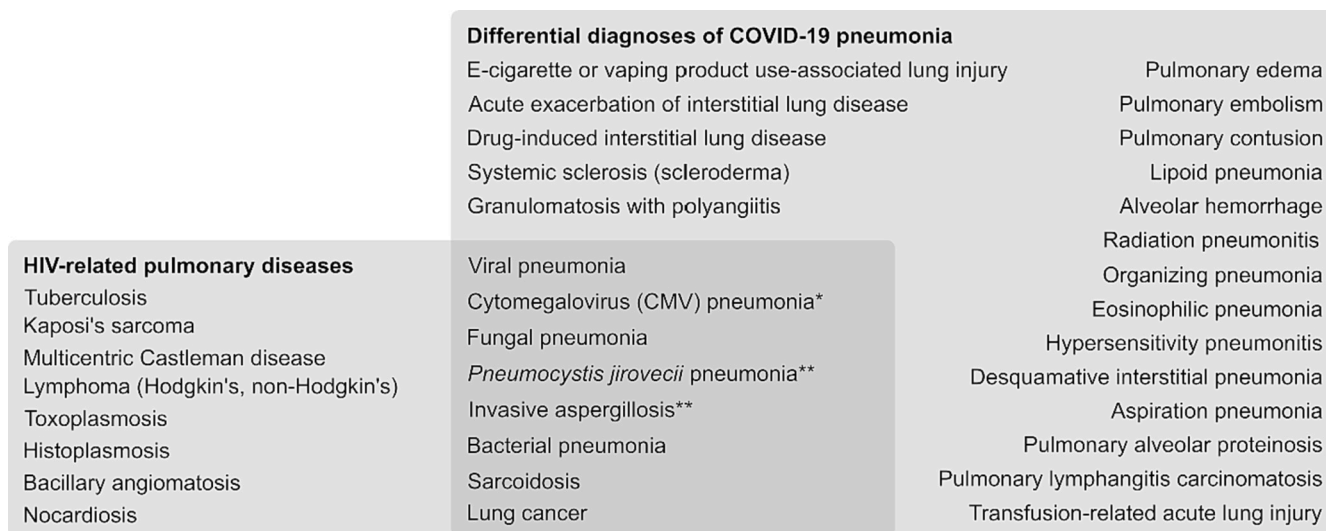 Differential diagnoses of COVID-19 pneumonia
E-cigarette or vaping product use-associated lung injury
Acute exacerbation of interstitial lung disease
Drug-induced interstitial lung disease
Systemic sclerosis (scleroderma)
Granulomatosis with polyangiitis
Pulmonary edema
Pulmonary embolism
Pulmonary contusion
Lipoid pneumonia
Alveolar hemorrhage
Radiation pneumonitis
Organizing pneumonia
Eosinophilic pneumonia
Hypersensitivity pneumonitis
Desquamative interstitial pneumonia
Aspiration pneumonia
Pulmonary alveolar proteinosis
Pulmonary lymphangitis carcinomatosis
Transfusion-related acute lung injury
HIV-related pulmonary diseases
Tuberculosis
Kaposi's sarcoma
Multicentric Castleman disease
Lymphoma (Hodgkin's, non-Hodgkin's)
Toxoplasmosis
Histoplasmosis
Bacillary angiomatosis
Nocardiosis
Viral pneumonia
Cytomegalovirus (CMV) pneumonia*
Fungal pneumonia
Pneumocystis jirovecii pneumonia**
Invasive aspergillosis**
Bacterial pneumonia
Sarcoidosis
Lung cancer